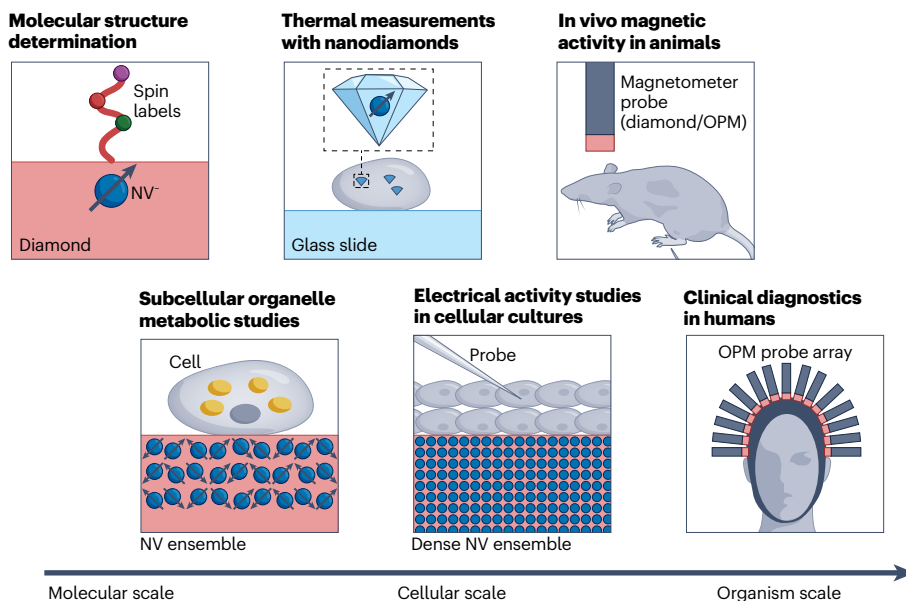 Molecular structure
determination
Thermal measurements
with nanodiamonds
In vivo magnetic
activity in animals
Spin
labels
NV⁻
Diamond
Glass slide
Magnetometer
probe
(diamond/OPM)
Subcellular organelle
metabolic studies
Electrical activity studies
in cellular cultures
Clinical diagnostics
in humans
Cell
NV ensemble
Probe
Dense NV ensemble
OPM probe array
Molecular scale
Cellular scale
Organism scale